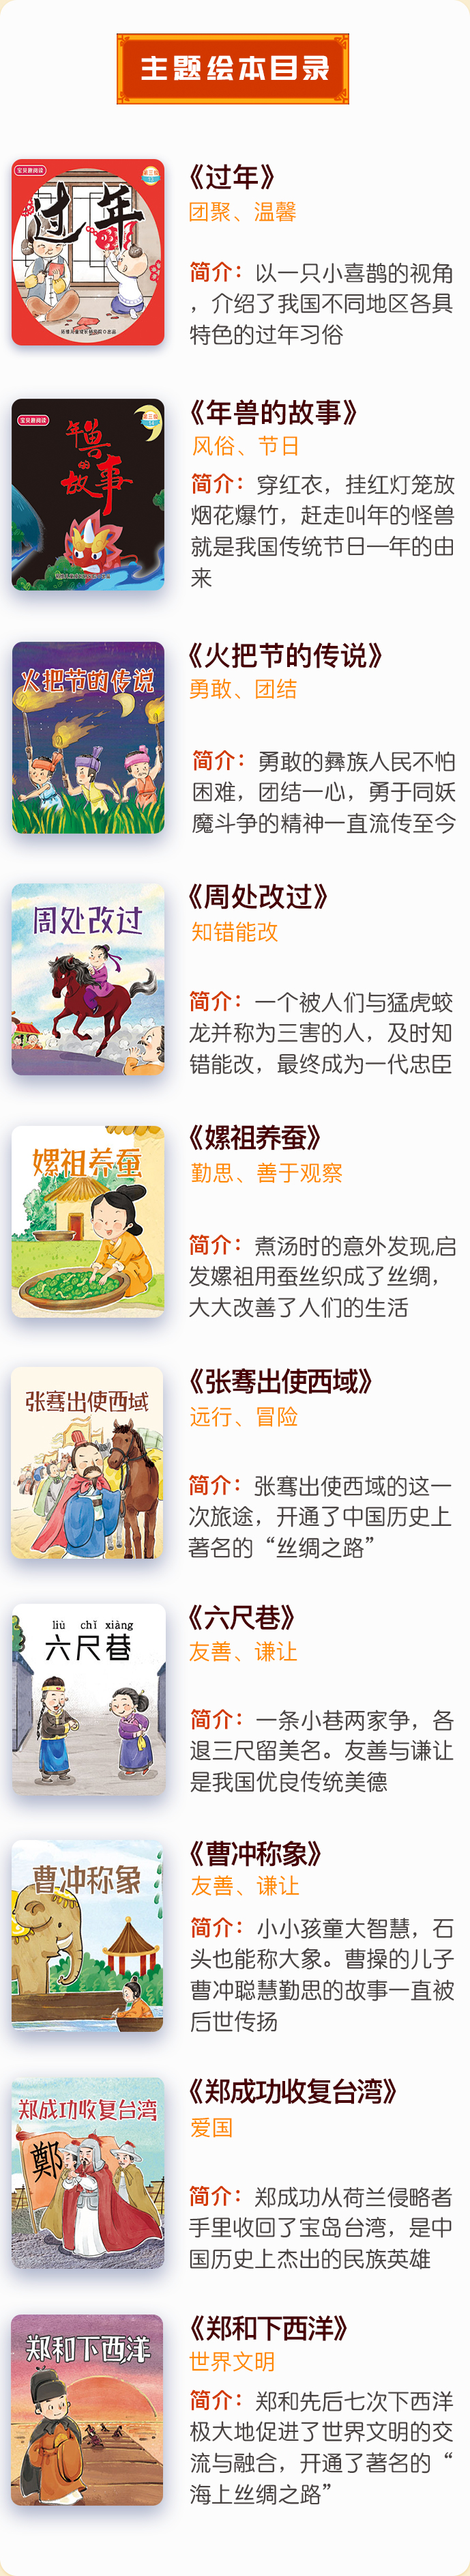 主题绘本目录
宝贝趣阅读
第三级
过年
《过年》
团聚、温馨
简介：以一只小喜鹊的视角
，介绍了我国不同地区各具
特色的过年习俗
宝贝趣阅读
第三级
年兽的故事
《年兽的故事》
风俗、节日
简介：穿红衣，挂红灯笼放
烟花爆竹，赶走叫年的怪兽
就是我国传统节日—年的由
来
火把节的传说
《火把节的传说》
勇敢、团结
简介：勇敢的彝族人民不怕
困难，团结一心，勇于同妖
魔斗争的精神一直流传至今
周处改过
《周处改过》
知错能改
简介：一个被人们与猛虎蛟
龙并称为三害的人，及时知
错能改，最终成为一代忠臣
嫘祖养蚕
《嫘祖养蚕》
勤思、善于观察
简介：煮汤时的意外发现,启
发嫘祖用蚕丝织成了丝绸，
大大改善了人们的生活
张骞出使西域
《张骞出使西域》
远行、冒险
简介：张骞出使西域的这一
次旅途，开通了中国历史上
著名的“丝绸之路”
liù chǐ xiàng
六尺巷
《六尺巷》
友善、谦让
简介：一条小巷两家争，各
退三尺留美名。友善与谦让
是我国优良传统美德
曹冲称象
《曹冲称象》
友善、谦让
简介：小小孩童大智慧，石
头也能称大象。曹操的儿子
曹冲聪慧勤思的故事一直被
后世传扬
郑成功收复台湾
鄭
《郑成功收复台湾》
爱国
简介：郑成功从荷兰侵略者
手里收回了宝岛台湾，是中
国历史上杰出的民族英雄
郑和下西洋
《郑和下西洋》
世界文明
简介：郑和先后七次下西洋
极大地促进了世界文明的交
流与融合，开通了著名的“
海上丝绸之路”